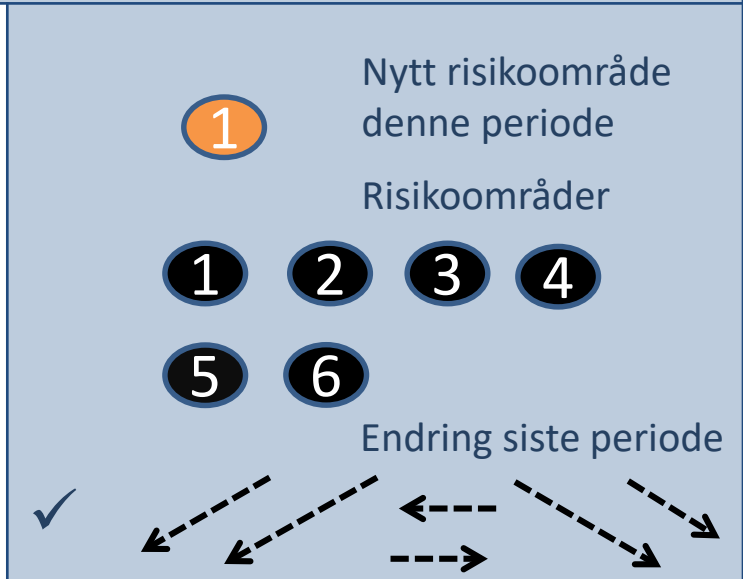 Nytt risikoområde
1 denne periode
Risikoområder
1 2 3 4
5 6
Endring siste periode